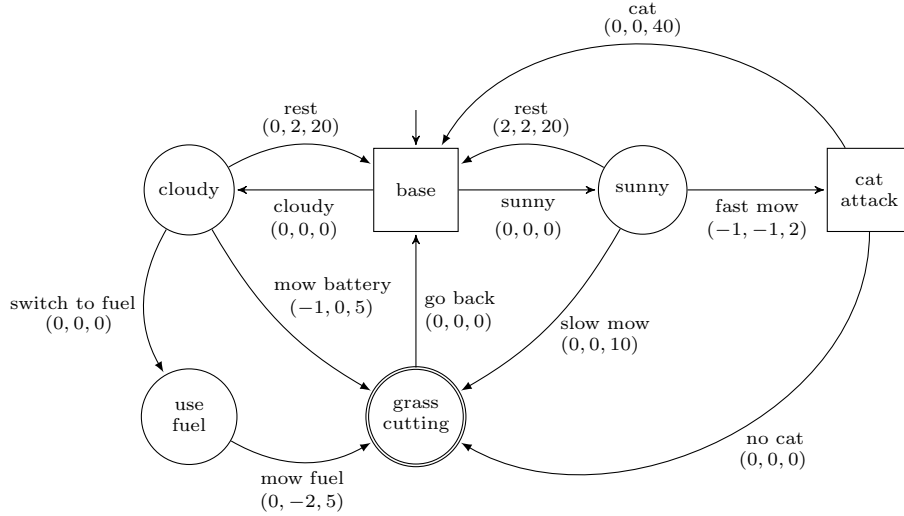 cat
(0, 0, 40)
rest
(0, 2, 20)
rest
(2, 2, 20)
cloudy
base
sunny
cat
attack
cloudy
(0, 0, 0)
sunny
(0, 0, 0)
fast mow
(−1, −1, 2)
switch to fuel
(0, 0, 0)
mow battery
(−1, 0, 5)
go back
(0, 0, 0)
slow mow
(0, 0, 10)
use
fuel
grass
cutting
no cat
(0, 0, 0)
mow fuel
(0, −2, 5)